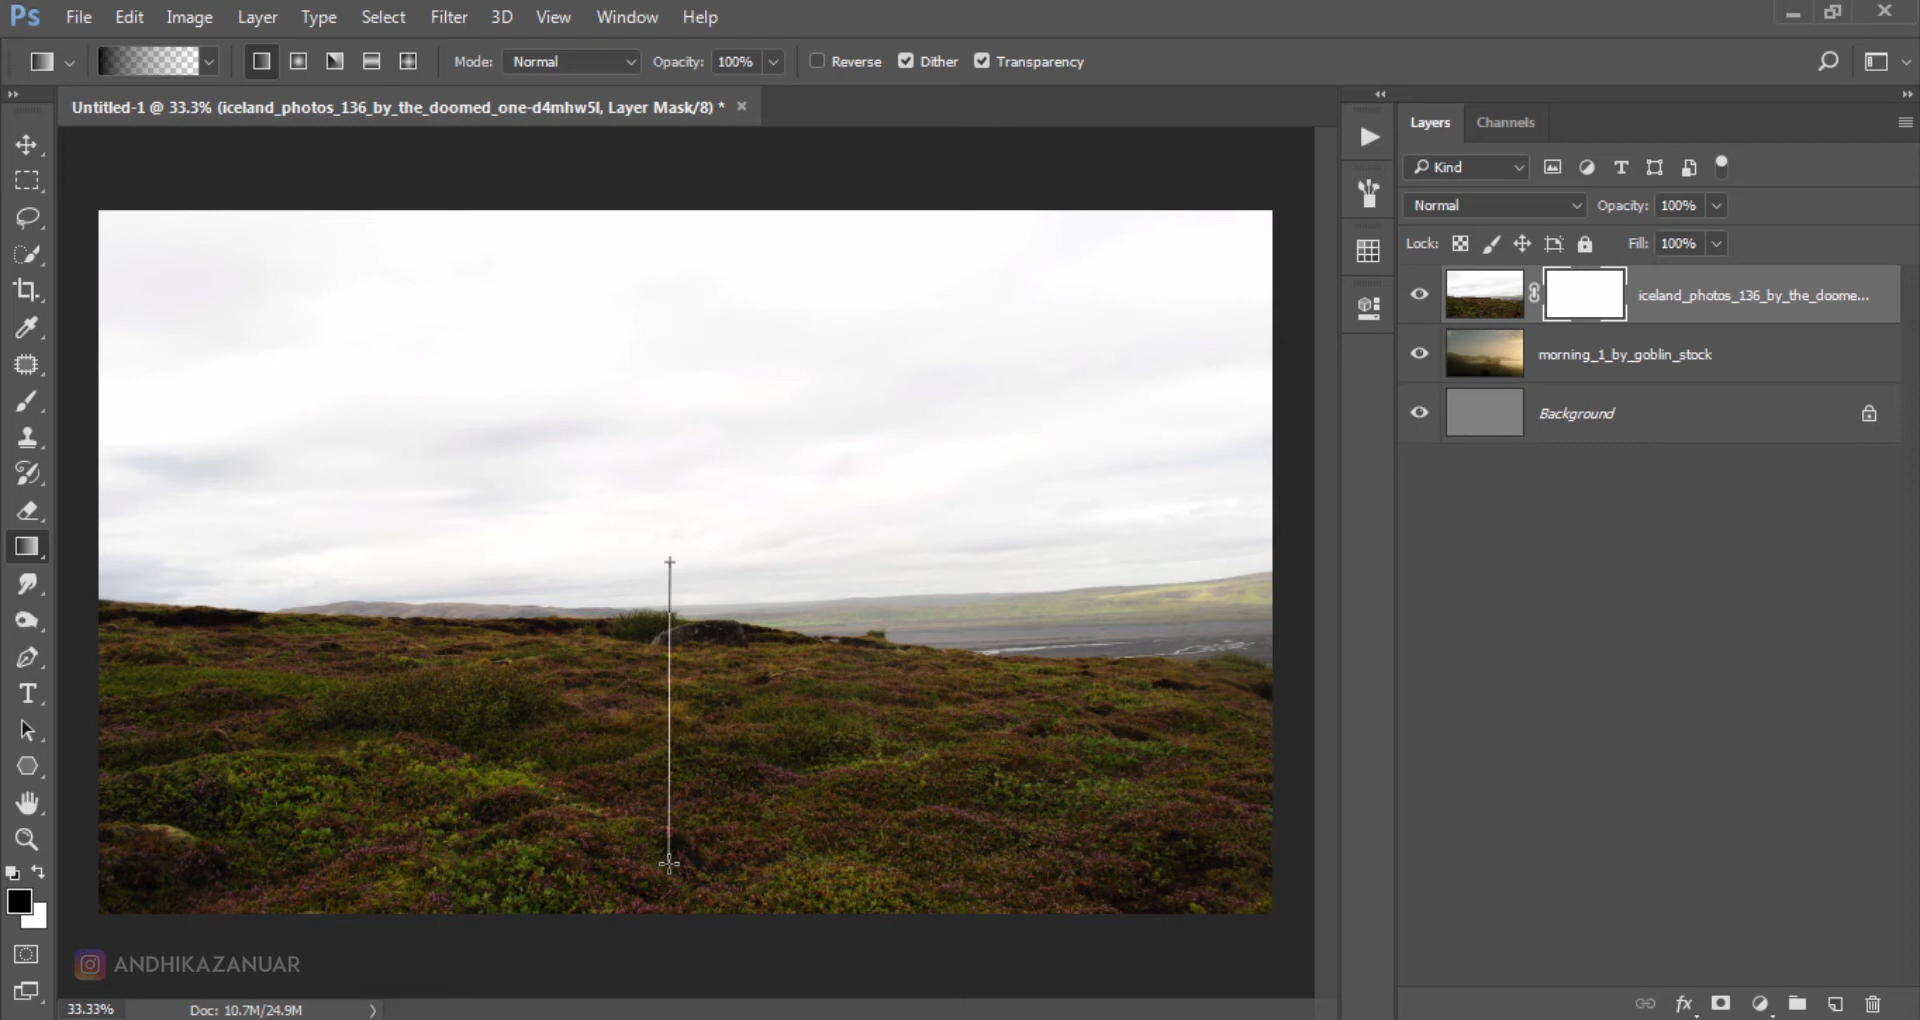 Ps File Edit Image Layer Type Select Filter 3D View Window Help
Mode: Normal Opacity: 100% Reverse Dither Transparency
Untitled-1 @ 33.3% (iceland_photos_136_by_the_doomed_one-d4mhw5l, Layer Mask/8) *
Layers Channels
Kind
Normal Opacity: 100%
Lock: Fill: 100%
iceland_photos_136_by_the_doome...
morning_1_by_goblin_stock
Background
ANDHIKAZANUAR
33.33% Doc: 10.7M/24.9M